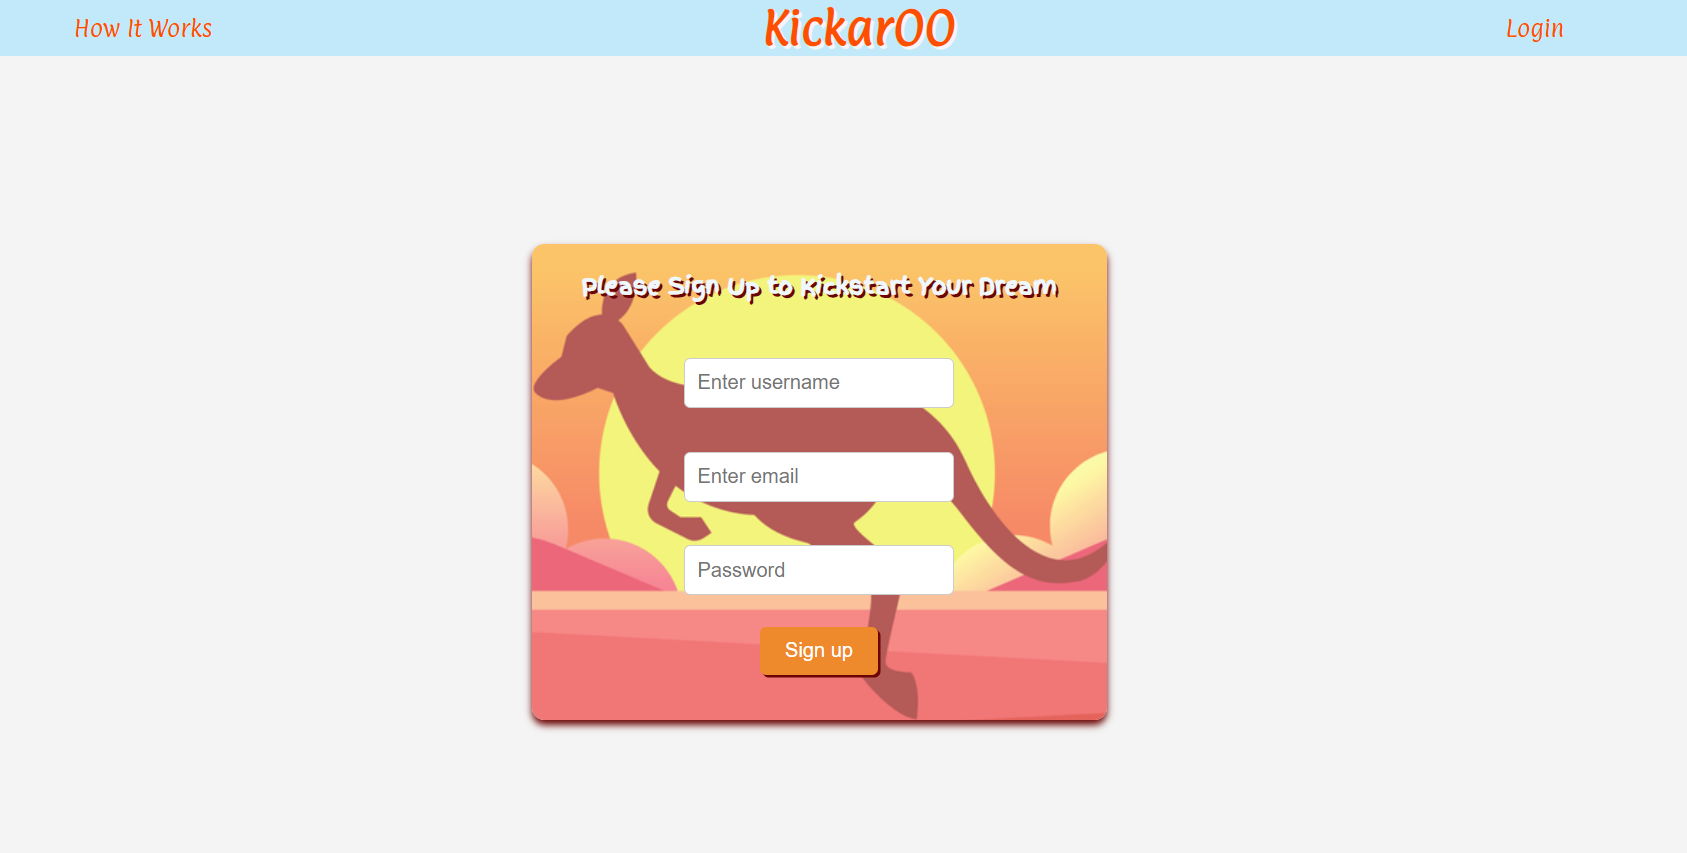 How It Works
KickarOO
Login
Please Sign Up to Kickstart Your Dream
Enter username
Enter email
Password
Sign up